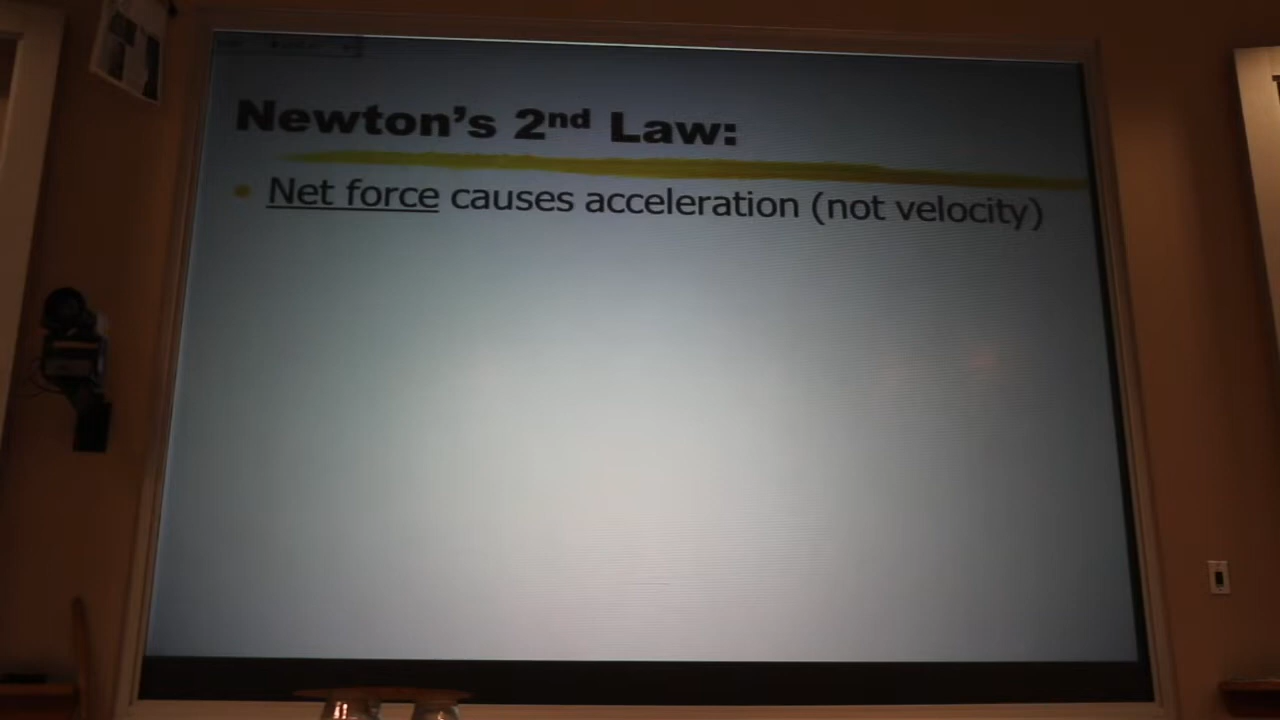 Newton's 2nd Law:
Net force causes acceleration (not velocity)